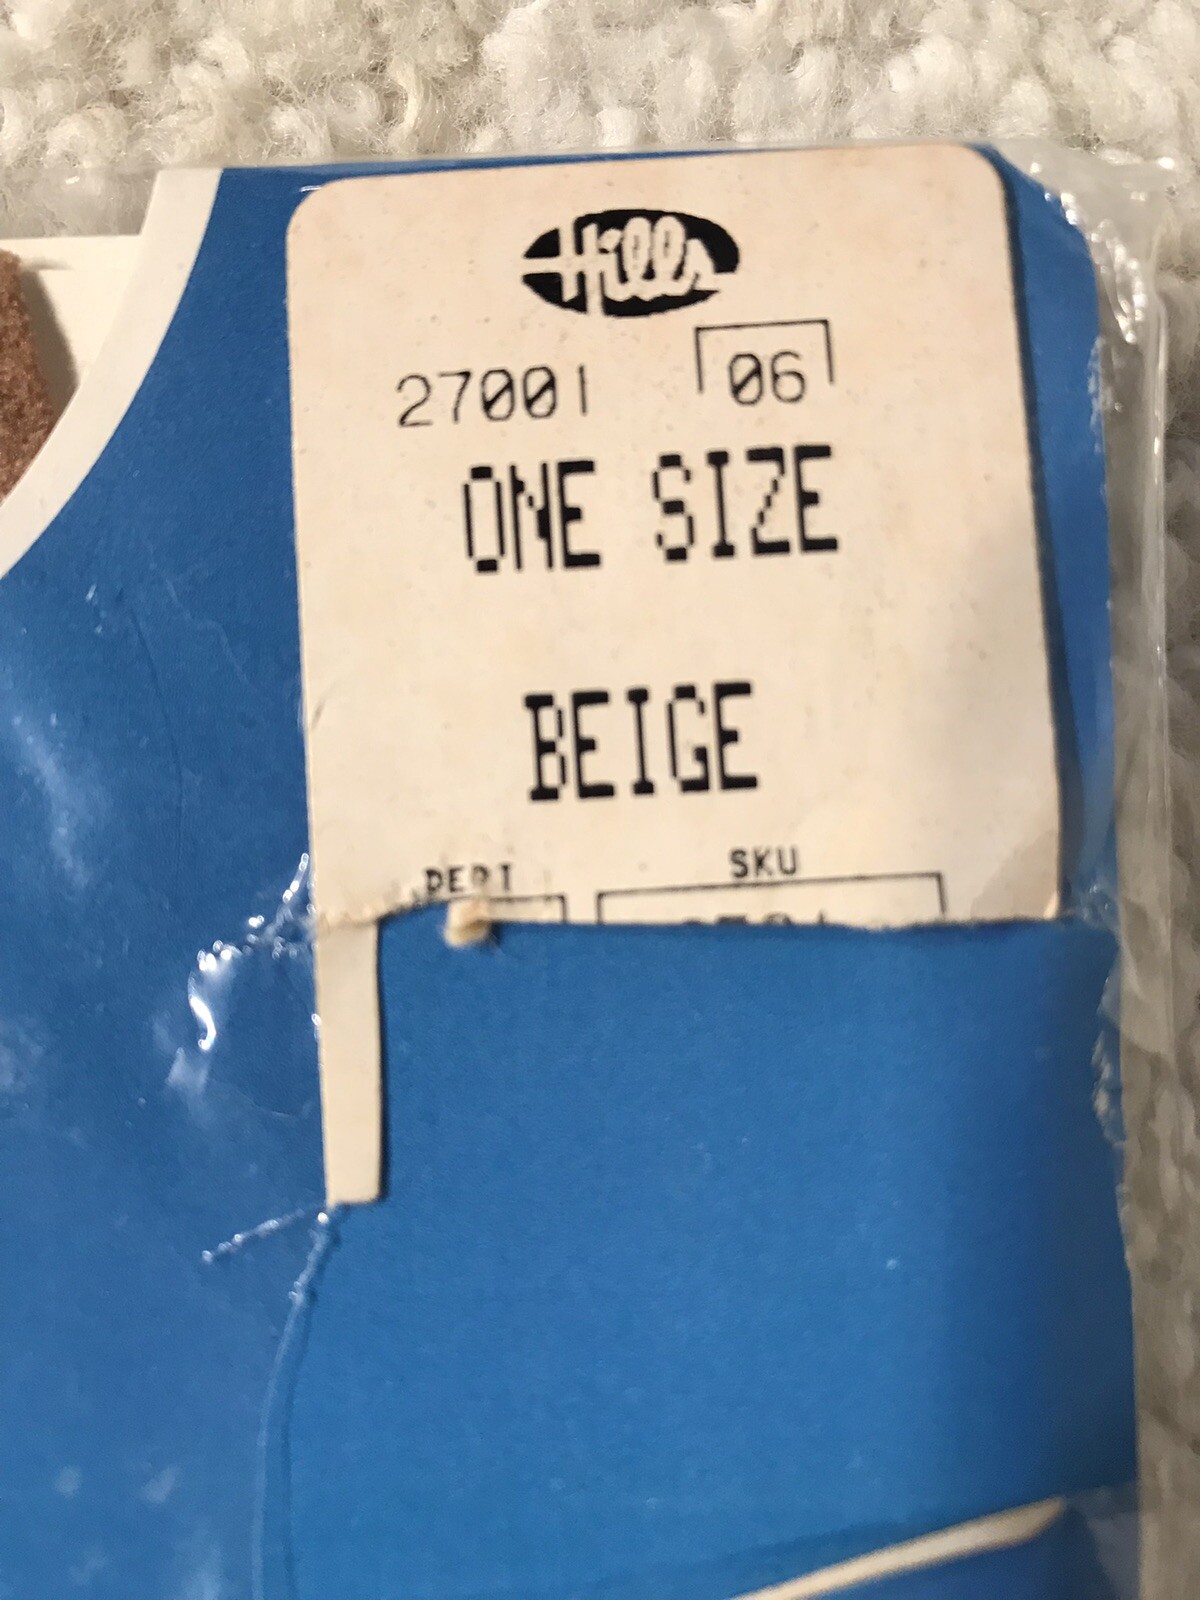 Hills
27001 06
ONE SIZE
BEIGE
DEPT SKU